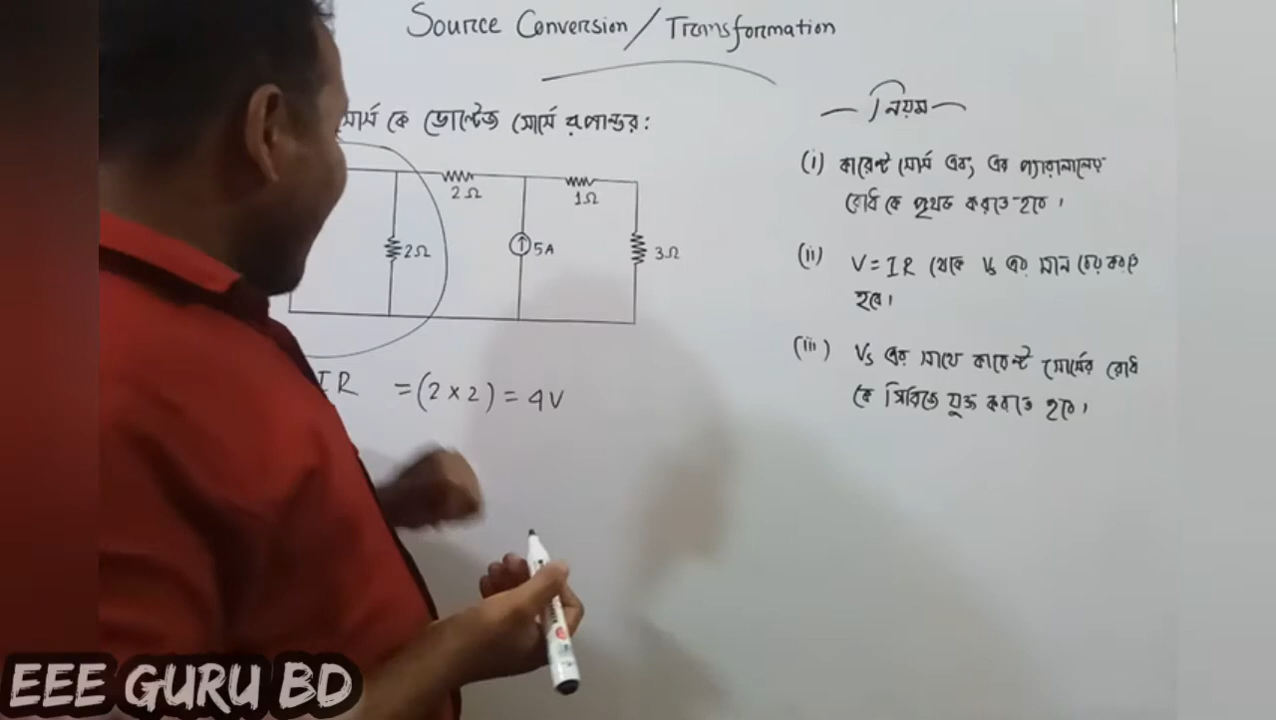 Source Conversion / Transformation
কে ভোল্টেজ সোর্সে রূপান্তর:
2Ω
1Ω
2Ω
5A
3Ω
IR = (2 × 2) = 4V
নিয়ম
(i) কারেন্ট সোর্স এবং এর প্যারালালের
রোধ কে পৃথক করতে হবে।
(ii) V = IR থেকে Vs এর মান বের করতে
হবে।
(iii) Vs এর সাথে কারেন্ট সোর্সের রোধ
কে সিরিজে যুক্ত করতে হবে।
EEE GURU BD